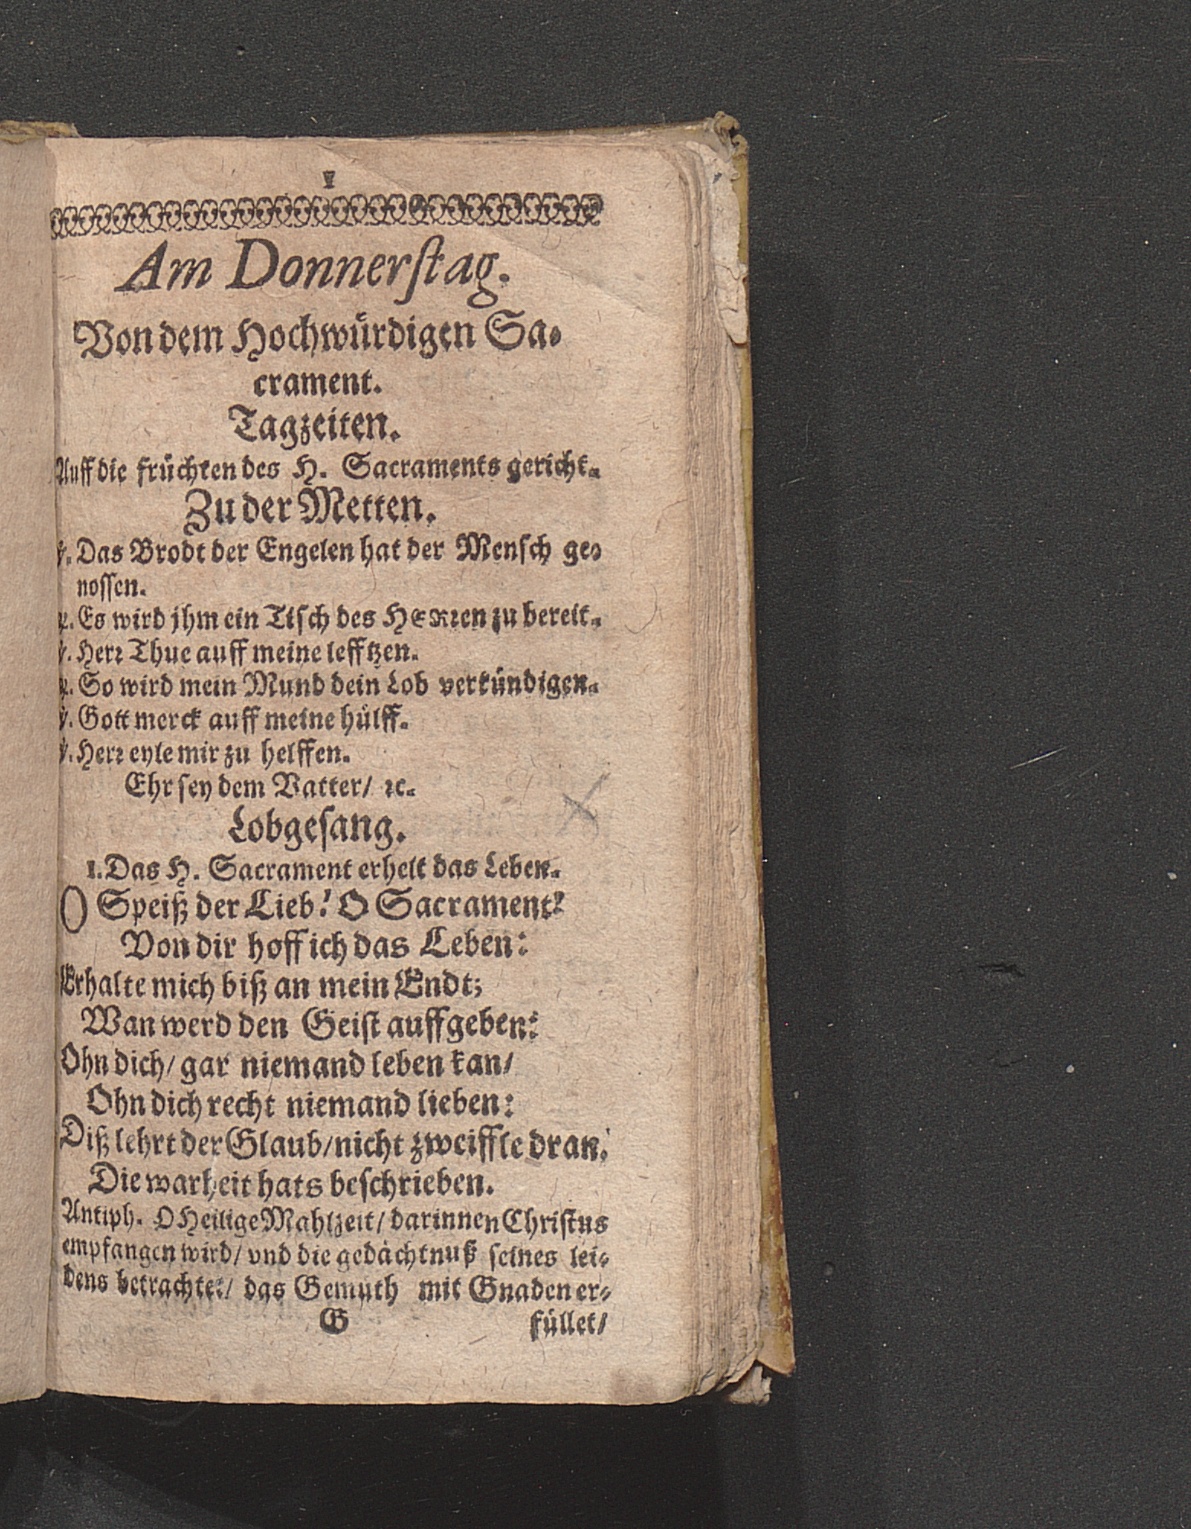 Am Donnerſtag.
Von dem Hochwürdigen Sa⸗
crament.
Tagzeiten.
Auff die früchten des H. Sacraments gericht.
Zu der Metten.
℣. Das Brodt der Engelen hat der Menſch ge⸗
noſſen.
℟. Es wird jhm ein Tiſch des HERꝛen zu bereit.
℣. Herꝛ Thue auff meine lefftzen.
℟. So wird mein Mund dein Lob verkündigen.
℣. Gott merck auff meine hülff.
℣. Herꝛ eyle mir zu helffen.
Ehr ſey dem Vatter/ ꝛc.
Lobgeſang.
1. Das H. Sacrament erhelt das Leben.
O Speiß der Lieb! O Sacrament!
Von dir hoff ich das Leben:
Erhalte mich biß an mein Endt;
Wan werd den Geiſt auffgeben:
Ohn dich/ gar niemand leben kan/
Ohn dich recht niemand lieben:
Diß lehrt der Glaub/ nicht zweiffle dran.
Die warheit hats beſchrieben.
Antiph. O Heilige Mahlzeit/ darinnen Chriſtus
empfangen wird/ vnd die gedächtnuß ſeines lei⸗
dens betrachtet/ das Gemüth mit Gnaden er⸗
G füllet/